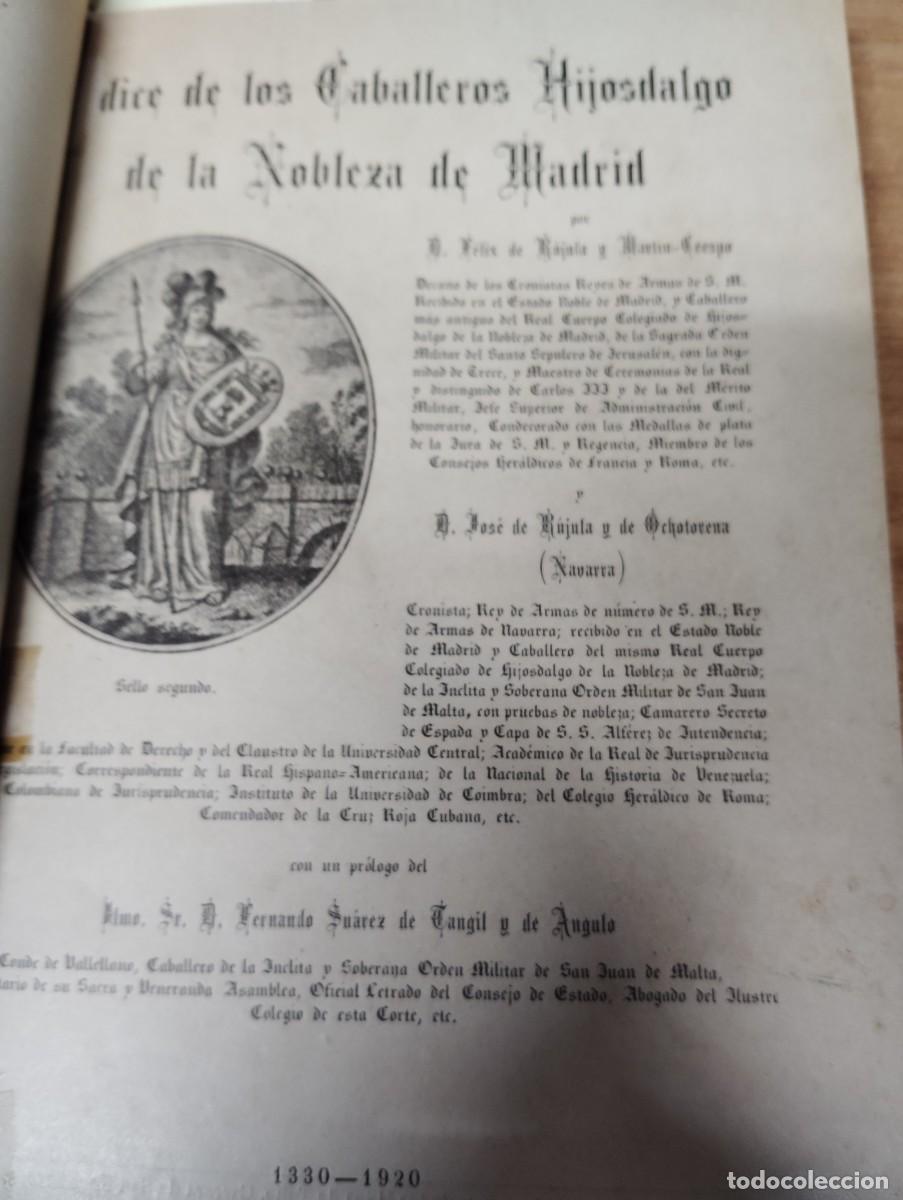 dice de los Caballeros Hijosdalgo
de la Nobleza de Madrid
por
D. Félix de Rújula y Martín-Crespo
Decano de los Cronistas Reyes de Armas de S. M.
Recibido en el Estado Noble de Madrid, y Caballero
más antiguo del Real Cuerpo Colegiado de Hijos=
dalgo de la Nobleza de Madrid, de la Sagrada Orden
Militar del Santo Sepulcro de Jerusalén, con la dig=
nidad de Trece, y Maestro de Ceremonias de la Real
y distinguido de Carlos III y de la del Mérito
Militar, Jefe Superior de Administración Civil,
honorario, Condecorado con las Medallas de plata
de la Jura de S. M. y Regencia, Miembro de los
Consejos Heráldicos de Francia y Roma, etc.
y
D. José de Rújula y de Ochotorena
(Navarra)
Cronista; Rey de Armas de número de S. M.; Rey
de Armas de Navarra; recibido en el Estado Noble
de Madrid y Caballero del mismo Real Cuerpo
Colegiado de Hijosdalgo de la Nobleza de Madrid;
de la Inclita y Soberana Orden Militar de San Juan
de Malta, con pruebas de nobleza; Camarero Secreto
de Espada y Capa de S. S. Alférez de Intendencia;
Sello segundo.
en la Facultad de Derecho y del Claustro de la Universidad Central; Académico de la Real de Jurisprudencia
gislación; Correspondiente de la Real Hispano=Americana; de la Nacional de la Historia de Venezuela;
Colombiana de Jurisprudencia; Instituto de la Universidad de Coimbra; del Colegio Heráldico de Roma;
Comendador de la Cruz Roja Cubana, etc.
con un prólogo del
Ilmo. Sr. D. Fernando Suárez de Tangil y de Angulo
Conde de Vallellano, Caballero de la Inclita y Soberana Orden Militar de San Juan de Malta,
tario de su Sacra y Veneranda Asamblea, Oficial Letrado del Consejo de Estado, Abogado del Ilustre
Colegio de esta Corte, etc.
1330—1920
todocoleccion